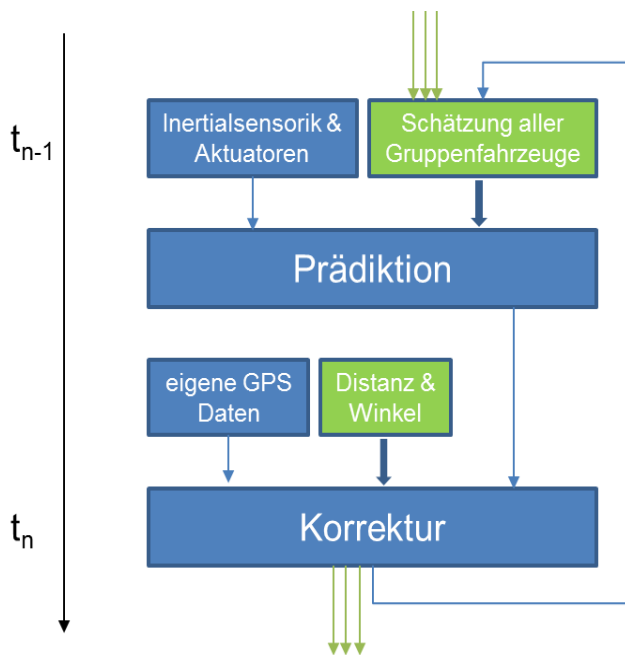 Inertialsensorik &
Aktuatoren
Schätzung aller
Gruppenfahrzeuge
tn-1
Prädiktion
eigene GPS
Daten
Distanz &
Winkel
Korrektur
tn